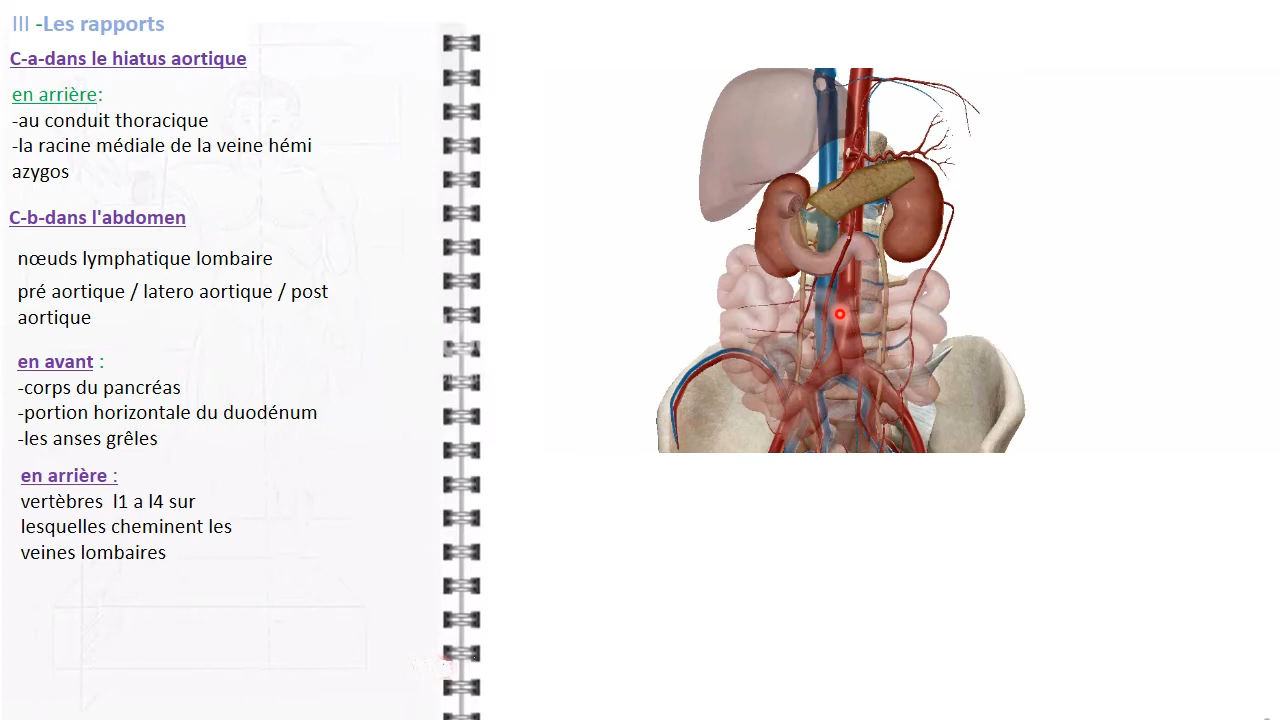 III -Les rapports
C-a-dans le hiatus aortique
en arrière:
-au conduit thoracique
-la racine médiale de la veine hémi
azygos
C-b-dans l'abdomen
nœuds lymphatique lombaire
pré aortique / latero aortique / post
aortique
en avant :
-corps du pancréas
-portion horizontale du duodénum
-les anses grêles
en arrière :
vertèbres l1 a l4 sur
lesquelles cheminent les
veines lombaires